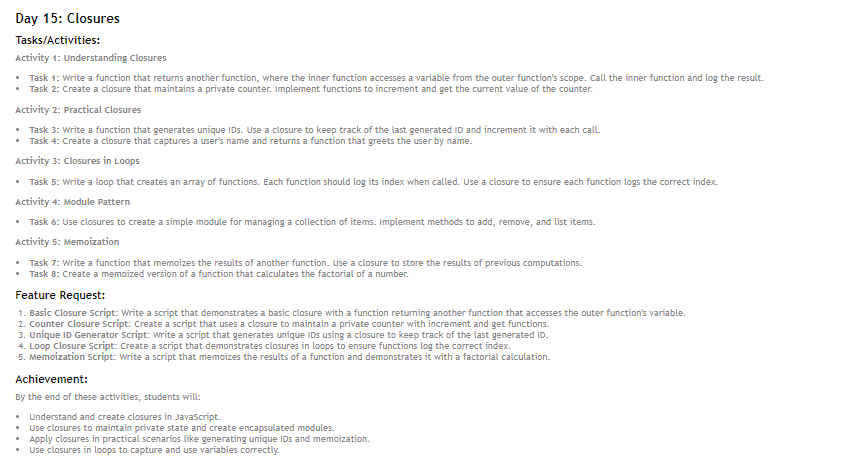 Day 15: Closures
Tasks/Activities:
Activity 1: Understanding Closures
• Task 1: Write a function that returns another function, where the inner function accesses a variable from the outer function's scope. Call the inner function and log the result.
• Task 2: Create a closure that maintains a private counter. Implement functions to increment and get the current value of the counter.
Activity 2: Practical Closures
• Task 3: Write a function that generates unique IDs. Use a closure to keep track of the last generated ID and increment it with each call.
• Task 4: Create a closure that captures a user's name and returns a function that greets the user by name.
Activity 3: Closures in Loops
• Task 5: Write a loop that creates an array of functions. Each function should log its index when called. Use a closure to ensure each function logs the correct index.
Activity 4: Module Pattern
• Task 6: Use closures to create a simple module for managing a collection of items. Implement methods to add, remove, and list items.
Activity 5: Memoization
• Task 7: Write a function that memoizes the results of another function. Use a closure to store the results of previous computations.
• Task 8: Create a memoized version of a function that calculates the factorial of a number.
Feature Request:
1. Basic Closure Script: Write a script that demonstrates a basic closure with a function returning another function that accesses the outer function's variable.
2. Counter Closure Script: Create a script that uses a closure to maintain a private counter with increment and get functions.
3. Unique ID Generator Script: Write a script that generates unique IDs using a closure to keep track of the last generated ID.
4. Loop Closure Script: Create a script that demonstrates closures in loops to ensure functions log the correct index.
5. Memoization Script: Write a script that memoizes the results of a function and demonstrates it with a factorial calculation.
Achievement:
By the end of these activities, students will:
• Understand and create closures in JavaScript.
• Use closures to maintain private state and create encapsulated modules.
• Apply closures in practical scenarios like generating unique IDs and memoization.
• Use closures in loops to capture and use variables correctly.